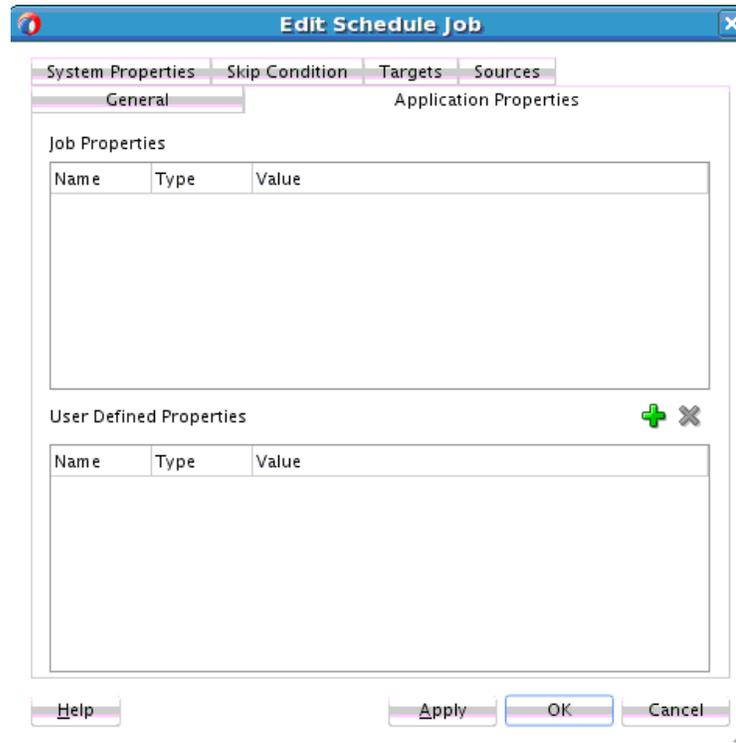 Edit Schedule Job
System Properties Skip Condition Targets Sources
General Application Properties
Job Properties
Name Type Value
User Defined Properties
Name Type Value
Help Apply OK Cancel